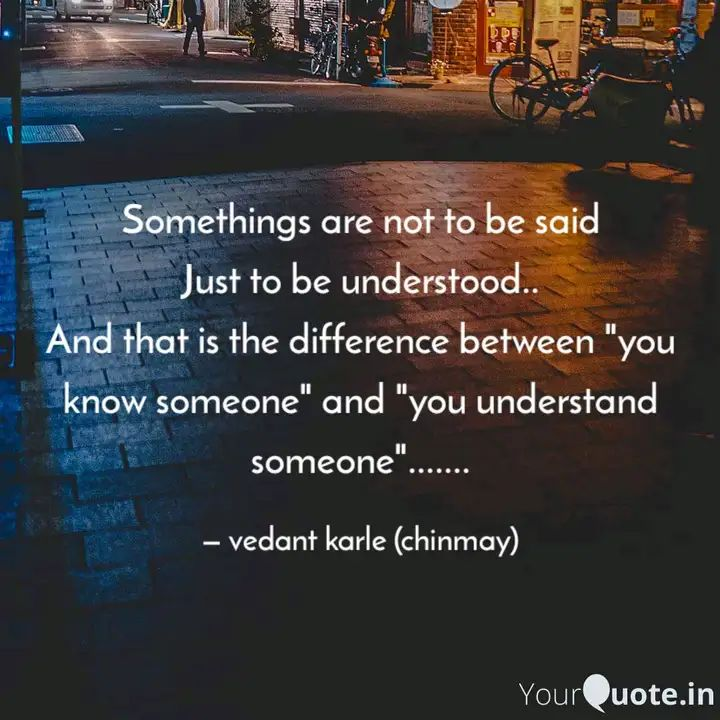 Somethings are not to be said
Just to be understood..
And that is the difference between "you
know someone" and "you understand
someone".......
– vedant karle (chinmay)
YourQuote.in